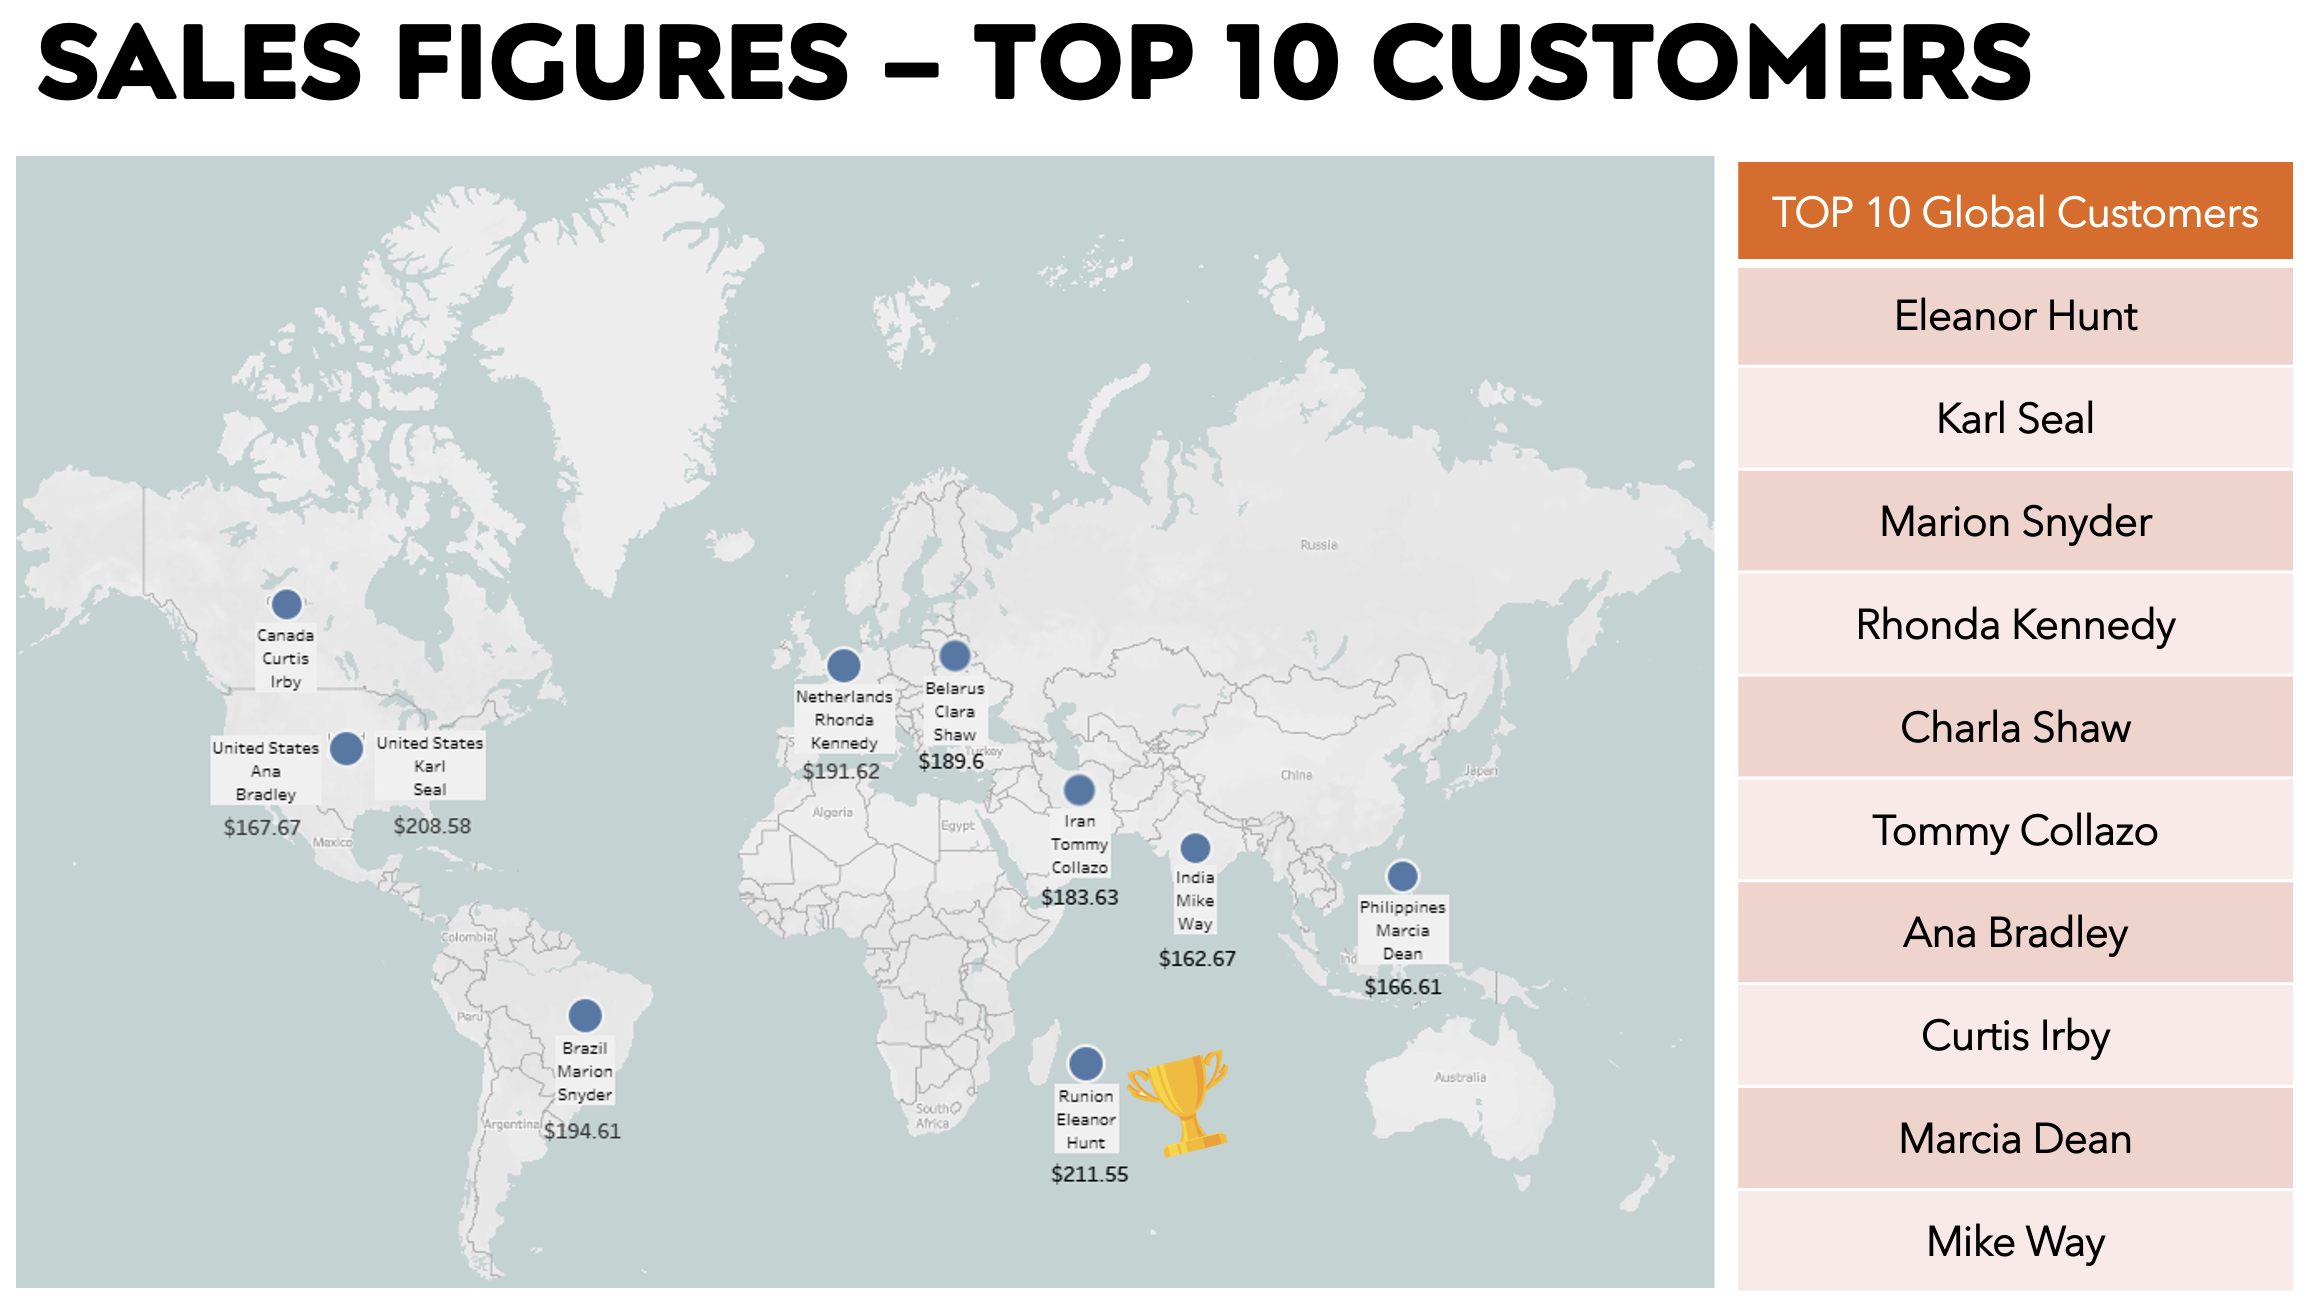 SALES FIGURES – TOP 10 CUSTOMERS
TOP 10 Global Customers
Eleanor Hunt
Karl Seal
Marion Snyder
Rhonda Kennedy
Charla Shaw
Tommy Collazo
Ana Bradley
Curtis Irby
Marcia Dean
Mike Way
Russia
Canada
Curtis
Irby
United States
Ana
Bradley
$167.67
United States
Karl
Seal
$208.58
Mexico
Netherlands
Rhonda
Kennedy
$191.62
Belarus
Clara
Shaw
$189.6
Turkey
China
Japan
Algeria
Egypt
Iran
Tommy
Collazo
$183.63
India
Mike
Way
$162.67
Philippines
Marcia
Dean
$166.61
Colombia
Peru
Brazil
Marion
Snyder
$194.61
Argentina
South
Africa
Runion
Eleanor
Hunt
$211.55
Australia